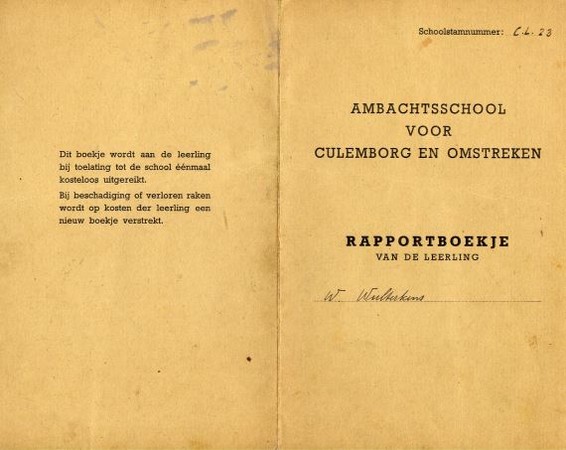 Dit boekje wordt aan de leerling
bij toelating tot de school éénmaal
kosteloos uitgereikt.
Bij beschadiging of verloren raken
wordt op kosten der leerling een
nieuw boekje verstrekt.
Schoolstamnummer: C.L. 23
AMBACHTSSCHOOL
VOOR
CULEMBORG EN OMSTREKEN
RAPPORTBOEKJE
VAN DE LEERLING
W.